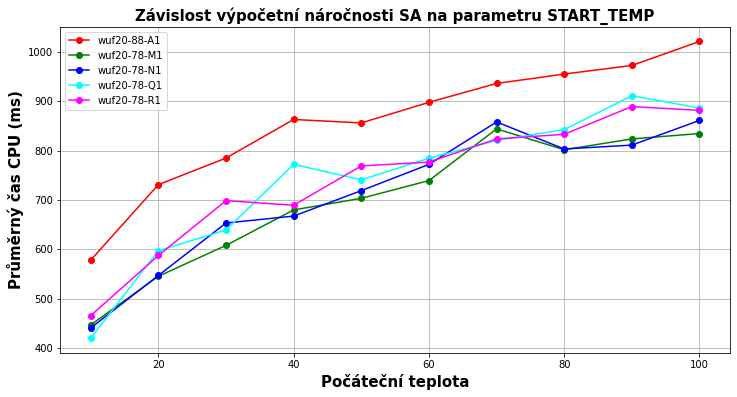 Závislost výpočetní náročnosti SA na parametru START_TEMP
wuf20-88-A1
wuf20-78-M1
wuf20-78-N1
wuf20-78-Q1
wuf20-78-R1
Průměrný čas CPU (ms)
1000
900
800
700
600
500
400
20 40 60 80 100
Počáteční teplota